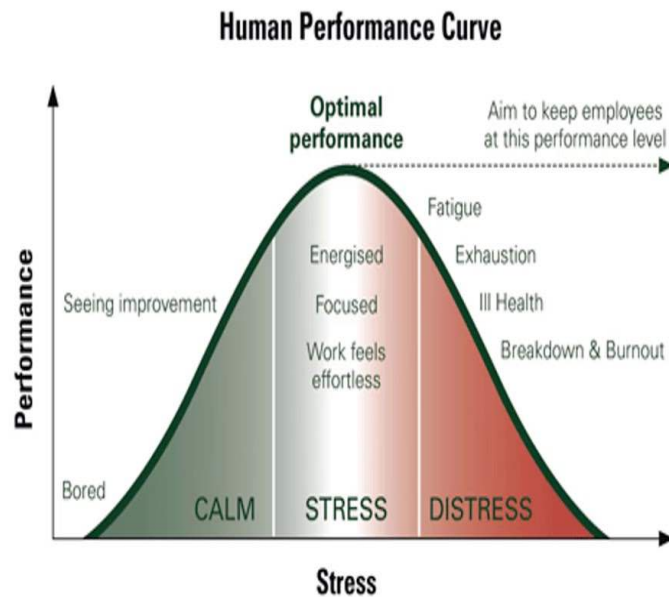 Human Performance Curve
Optimal
performance
Aim to keep employees
at this performance level
Fatigue
Energised
Exhaustion
Seeing improvement
Focused
Ill Health
Work feels
effortless
Breakdown & Burnout
Performance
Bored
CALM
STRESS
DISTRESS
Stress